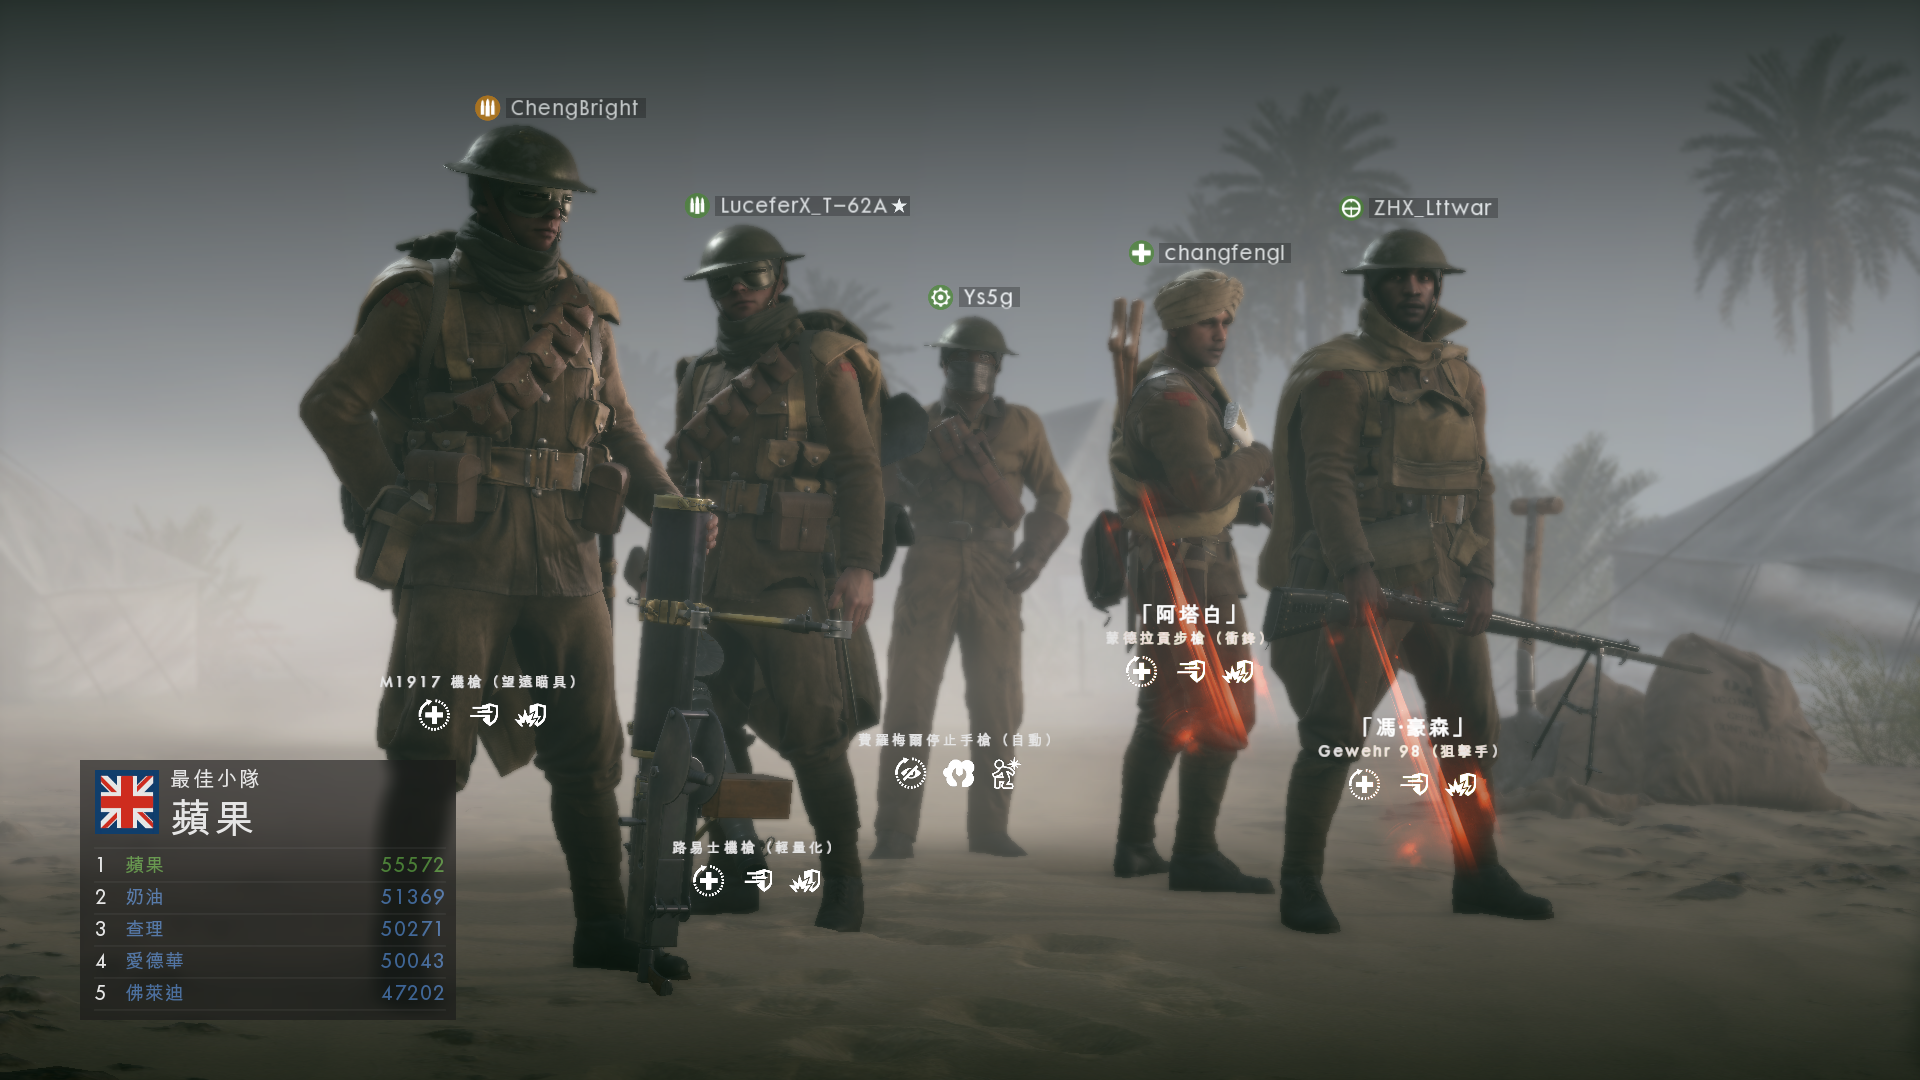 ChengBright
LuceferX_T-62A★
ZHX_Lttwar
changfengl
Ys5g
「阿塔白」
蒙德拉貢步槍（衝鋒）
M1917 機槍（望遠瞄具）
「馮·豪森」
Gewehr 98（狙擊手）
費羅梅爾停止手槍（自動）
路易士機槍（輕量化）
最佳小隊
蘋果
1 蘋果 55572
2 奶油 51369
3 查理 50271
4 愛德華 50043
5 佛萊迪 47202